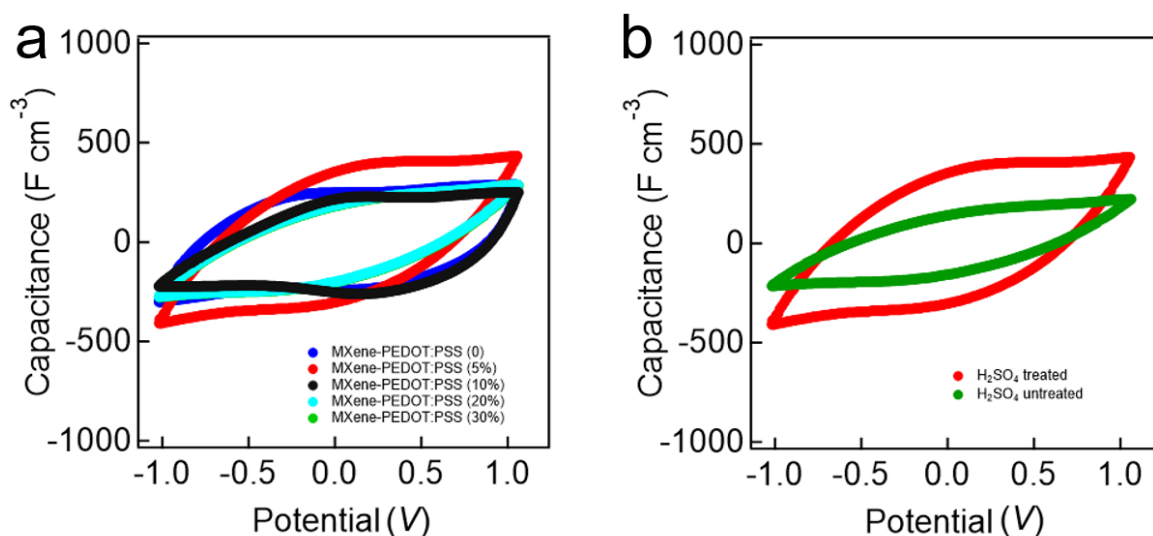 a
1000
500
0
-500
-1000
Capacitance (F cm⁻³)
MXene-PEDOT:PSS (0)
MXene-PEDOT:PSS (5%)
MXene-PEDOT:PSS (10%)
MXene-PEDOT:PSS (20%)
MXene-PEDOT:PSS (30%)
-1.0 -0.5 0.0 0.5 1.0
Potential (V)
b
1000
500
0
-500
-1000
Capacitance (F cm⁻³)
H₂SO₄ treated
H₂SO₄ untreated
-1.0 -0.5 0.0 0.5 1.0
Potential (V)